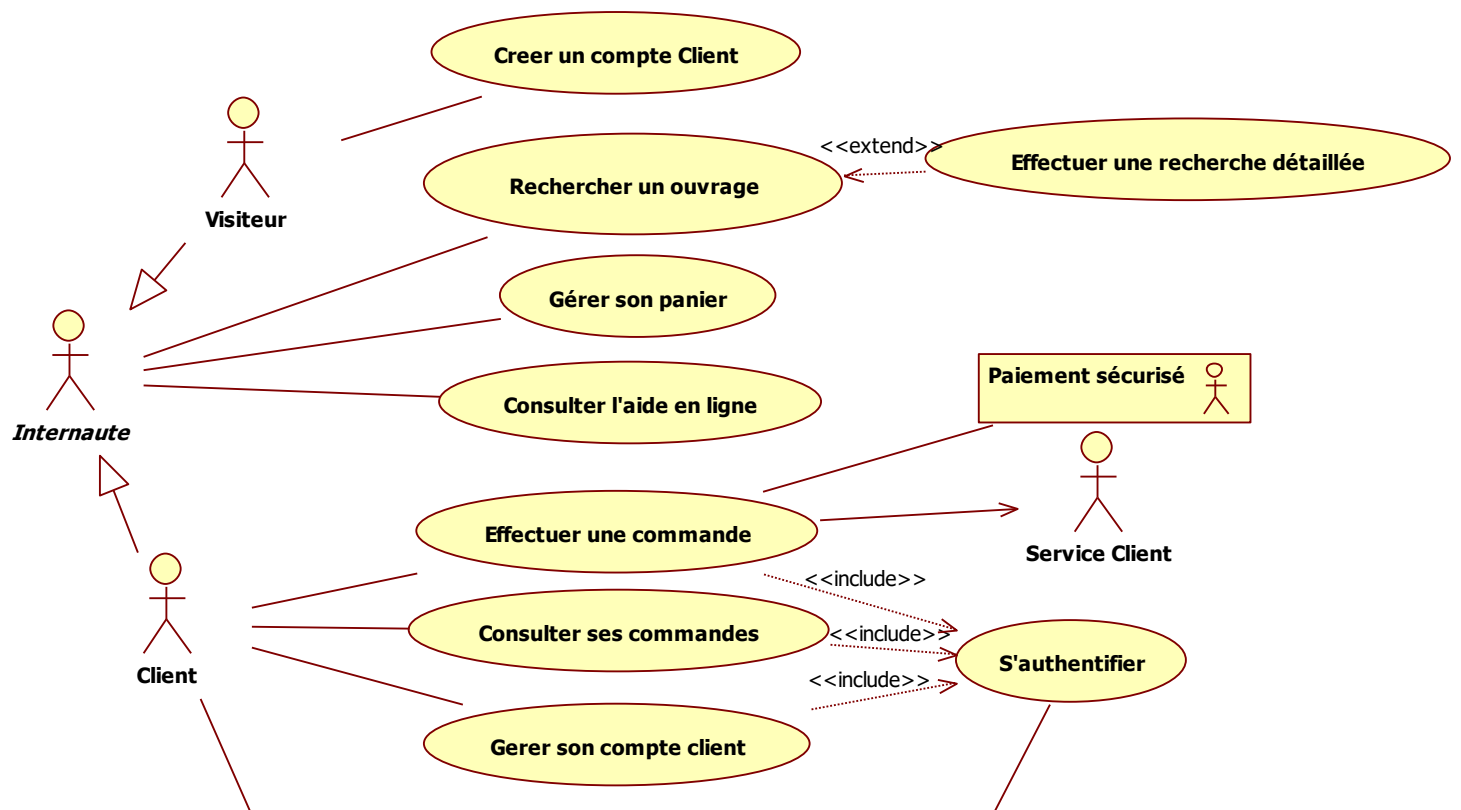 Creer un compte Client
Visiteur
<<extend>>
Effectuer une recherche détaillée
Rechercher un ouvrage
Gérer son panier
Internaute
Consulter l'aide en ligne
Paiement sécurisé
Effectuer une commande
Service Client
<<include>>
Client
Consulter ses commandes
<<include>>
S'authentifier
<<include>>
Gerer son compte client